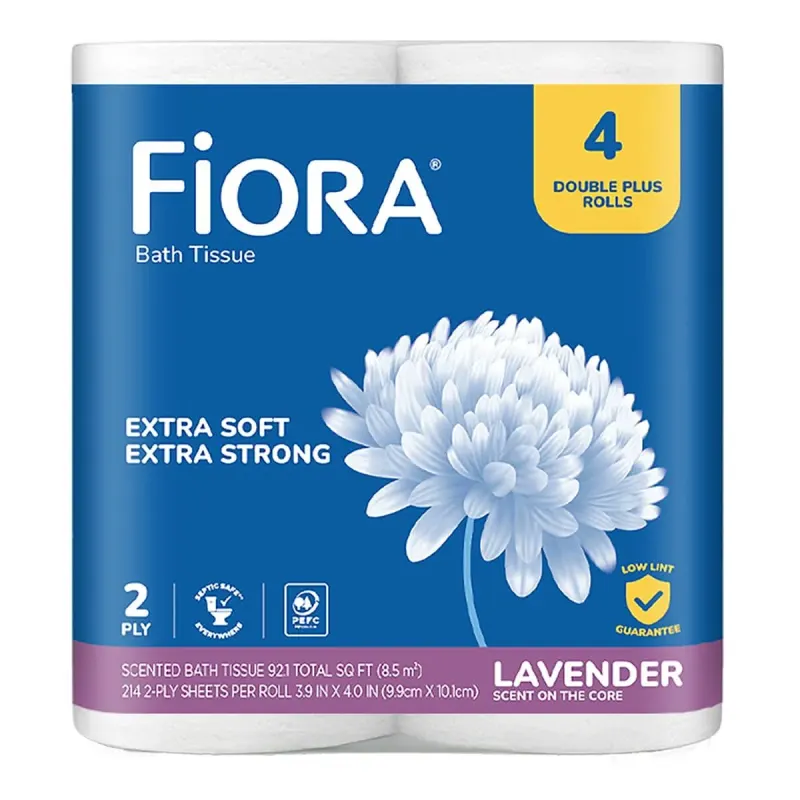 FiORA®
Bath Tissue
4
DOUBLE PLUS
ROLLS
EXTRA SOFT
EXTRA STRONG
2
PLY
SEPTIC SAFE**
EVERYWHERE
PEFC
LOW LINT
GUARANTEE
SCENTED BATH TISSUE 92.1 TOTAL SQ FT (8.5 m²)
214 2-PLY SHEETS PER ROLL 3.9 IN X 4.0 IN (9.9cm X 10.1cm)
LAVENDER
SCENT ON THE CORE